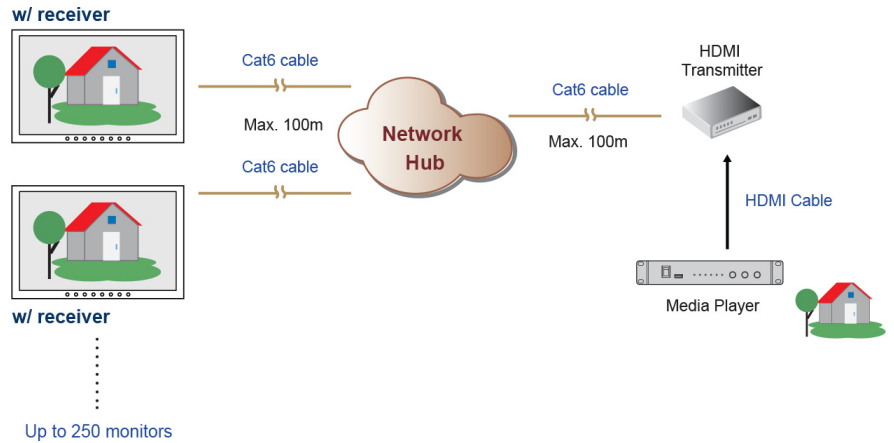 w/ receiver
Cat6 cable
Max. 100m
Cat6 cable
w/ receiver
Up to 250 monitors
Network
Hub
Cat6 cable
Max. 100m
HDMI
Transmitter
HDMI Cable
Media Player